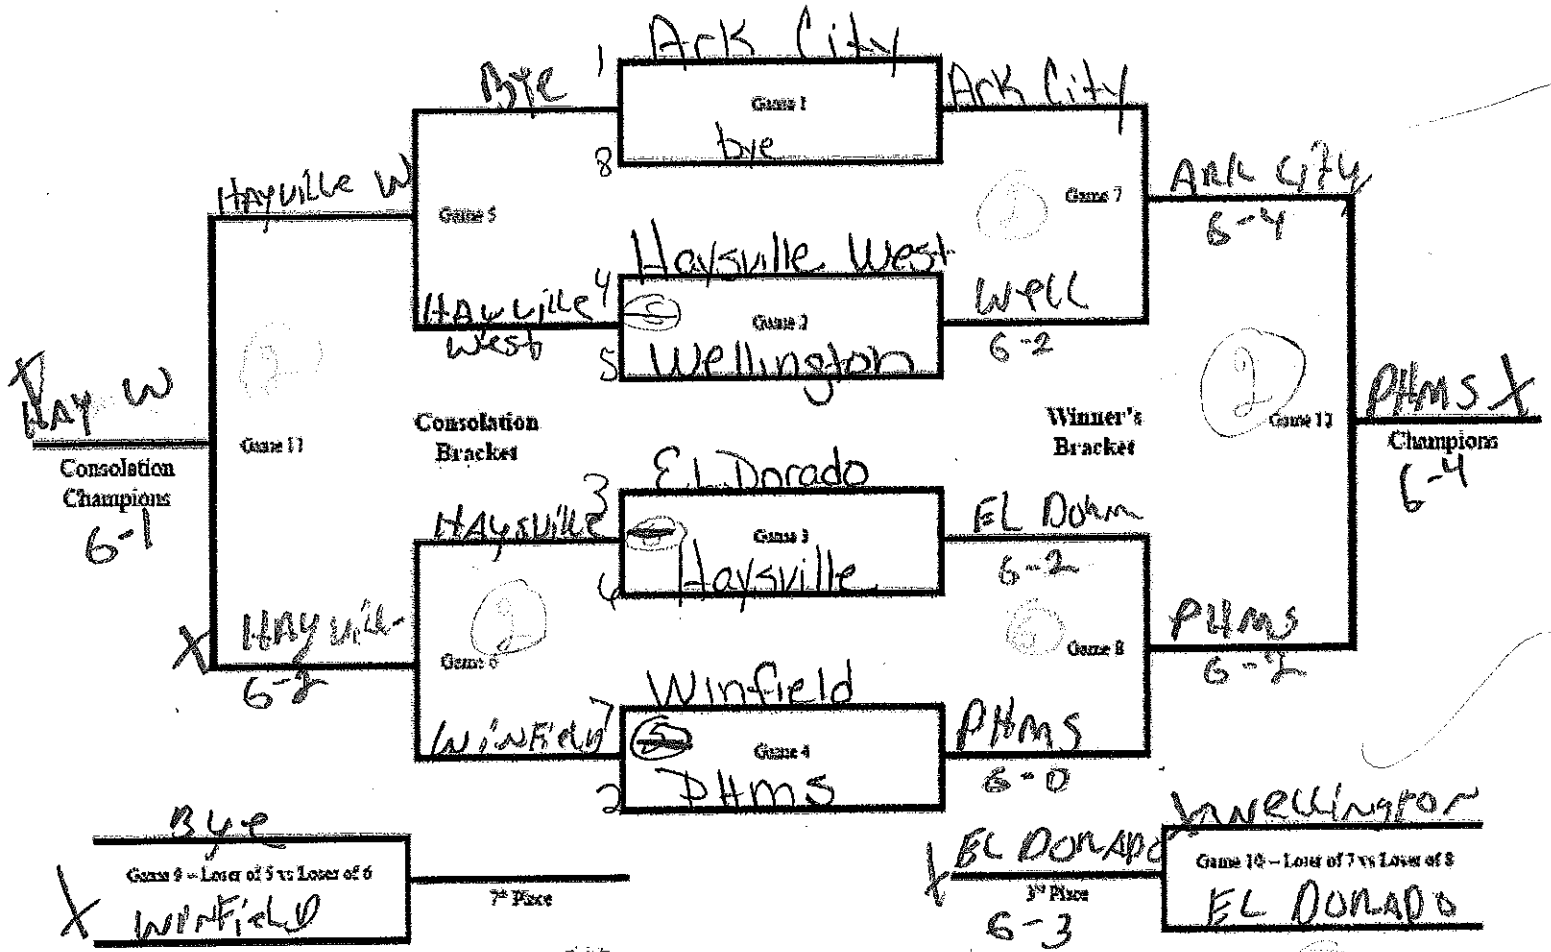 1 Ark City
Bye
Game 1
Ark City
8 bye
Hayville W
Game 5
Game 7
Ark City
6-4
4 Haysville West
Hayville
West
Game 2
Well
6-2
5 Wellington
2
2
Hay W
Consolation
Champions
6-1
Game 11
Consolation
Bracket
Winner's
Bracket
Game 12
PHMS X
Champions
6-4
3 El Dorado
Haysville
Game 3
6-2
6 Haysville
2
X
6-2
Game 6
Game 8
PHMS
6-2
7 Winfield
5
Game 4
PHMS
6-0
2 PHMS
Bye
Game 9 – Loser of 5 vs Loser of 6
X Winfield
7th Place
Wellington
X El Dorado
3rd Place
6-3
Game 10 – Loser of 7 vs Loser of 8
El Dorado